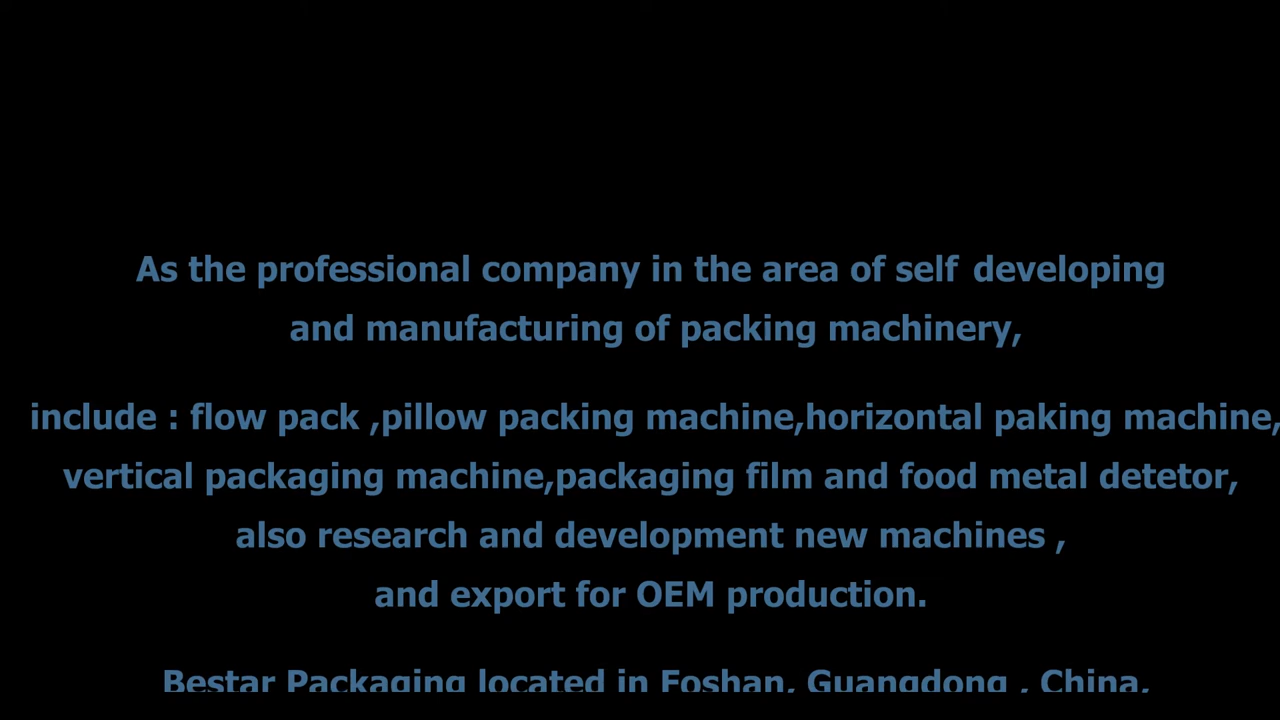 As the professional company in the area of self developing
and manufacturing of packing machinery,
include : flow pack ,pillow packing machine,horizontal paking machine,
vertical packaging machine,packaging film and food metal detetor,
also research and development new machines ,
and export for OEM production.
Bestar Packaging located in Foshan, Guangdong , China,